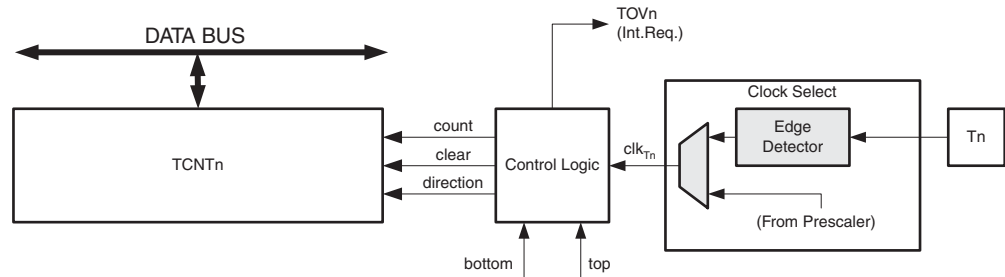 TOVn
(Int.Req.)
DATA BUS
Clock Select
count
Edge
Detector
Tn
clkTn
TCNTn
clear
Control Logic
direction
(From Prescaler)
bottom
top